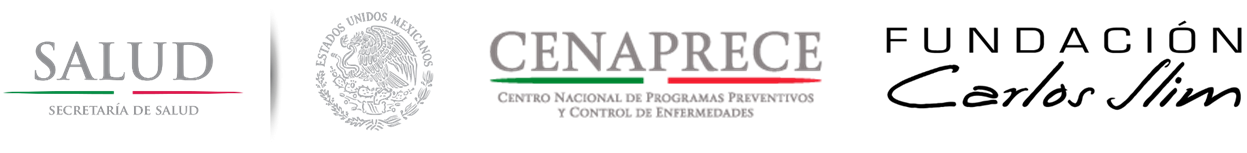 SALUD
SECRETARÍA DE SALUD
ESTADOS UNIDOS MEXICANOS
CENAPRECE
CENTRO NACIONAL DE PROGRAMAS PREVENTIVOS
Y CONTROL DE ENFERMEDADES
FUNDACIÓN
Carlos Slim